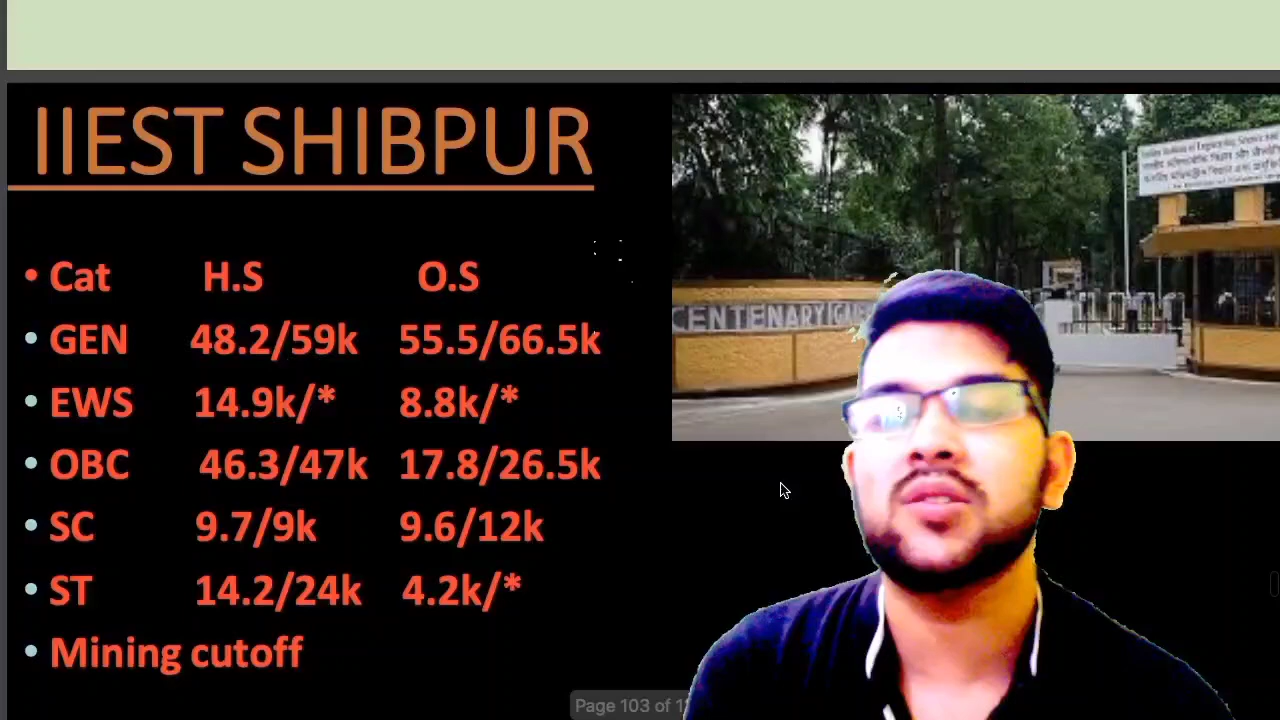 IIEST SHIBPUR
• Cat H.S O.S
• GEN 48.2/59k 55.5/66.5k
• EWS 14.9k/* 8.8k/*
• OBC 46.3/47k 17.8/26.5k
• SC 9.7/9k 9.6/12k
• ST 14.2/24k 4.2k/*
• Mining cutoff
CENTENARY
Page 103 of